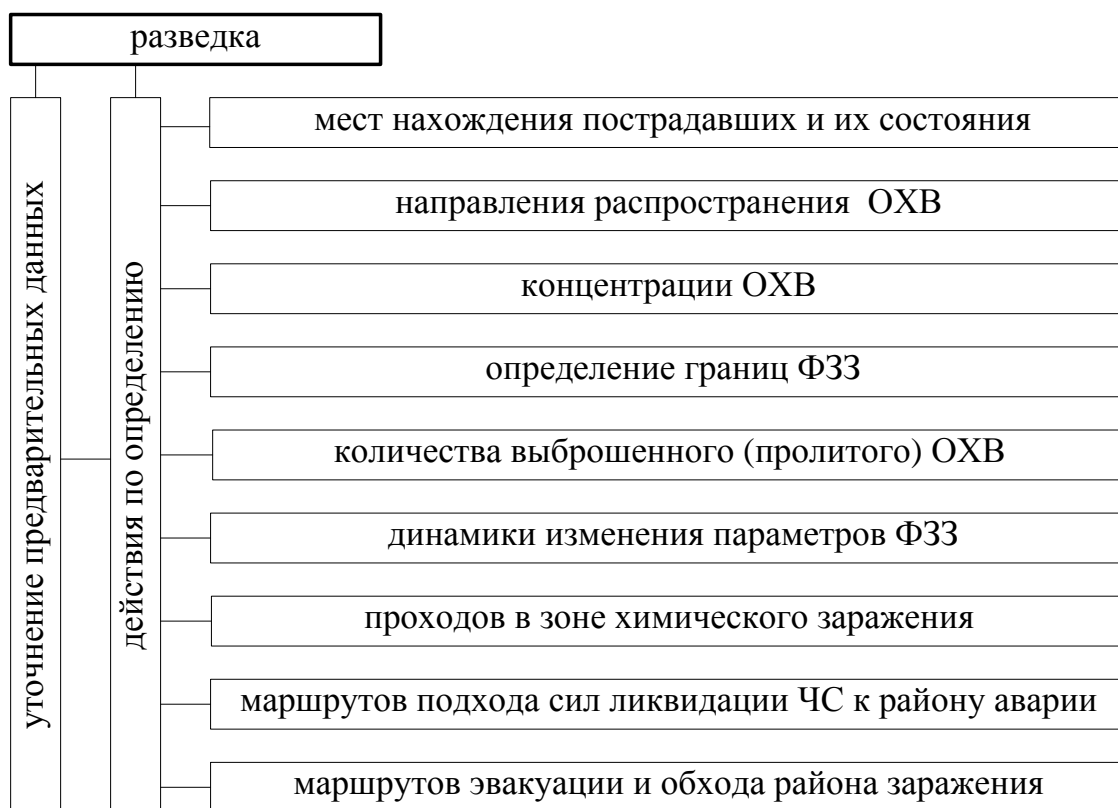 разведка
уточнение предварительных данных
действия по определению
мест нахождения пострадавших и их состояния
направления распространения ОХВ
концентрации ОХВ
определение границ ФЗЗ
количества выброшенного (пролитого) ОХВ
динамики изменения параметров ФЗЗ
проходов в зоне химического заражения
маршрутов подхода сил ликвидации ЧС к району аварии
маршрутов эвакуации и обхода района заражения